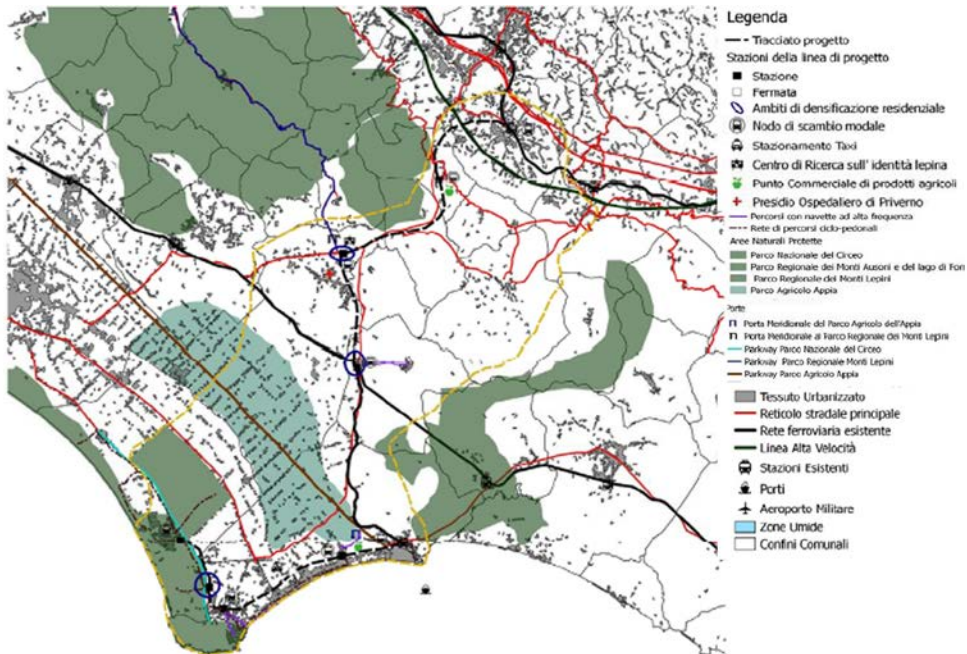 Legenda
Tracciato progetto
Stazioni della linea di progetto
Stazione
Fermata
Ambiti di densificazione residenziale
Nodo di scambio modale
Stazionamento Taxi
Centro di Ricerca sull' identità lepina
Punto Commerciale di prodotti agricoli
Presidio Ospedaliero di Priverno
Percorsi con navette ad alta frequenza
Rete di percorsi ciclo-pedonali
Aree Naturali Protette
Parco Nazionale del Circeo
Parco Regionale dei Monti Ausoni e del lago di Fon
Parco Regionale dei Monti Lepini
Parco Agricolo Appia
Porte
Porta Meridionale del Parco Agricolo dell'Appia
Porta Meridionale al Parco Regionale dei Monti Lepini
Parkway Parco Nazionale del Circeo
Parkway Parco Regionale Monti Lepini
Parkway Parco Agricolo Appia
Tessuto Urbanizzato
Reticolo stradale principale
Rete ferroviaria esistente
Linea Alta Velocità
Stazioni Esistenti
Porti
Aeroporto Militare
Zone Umide
Confini Comunali